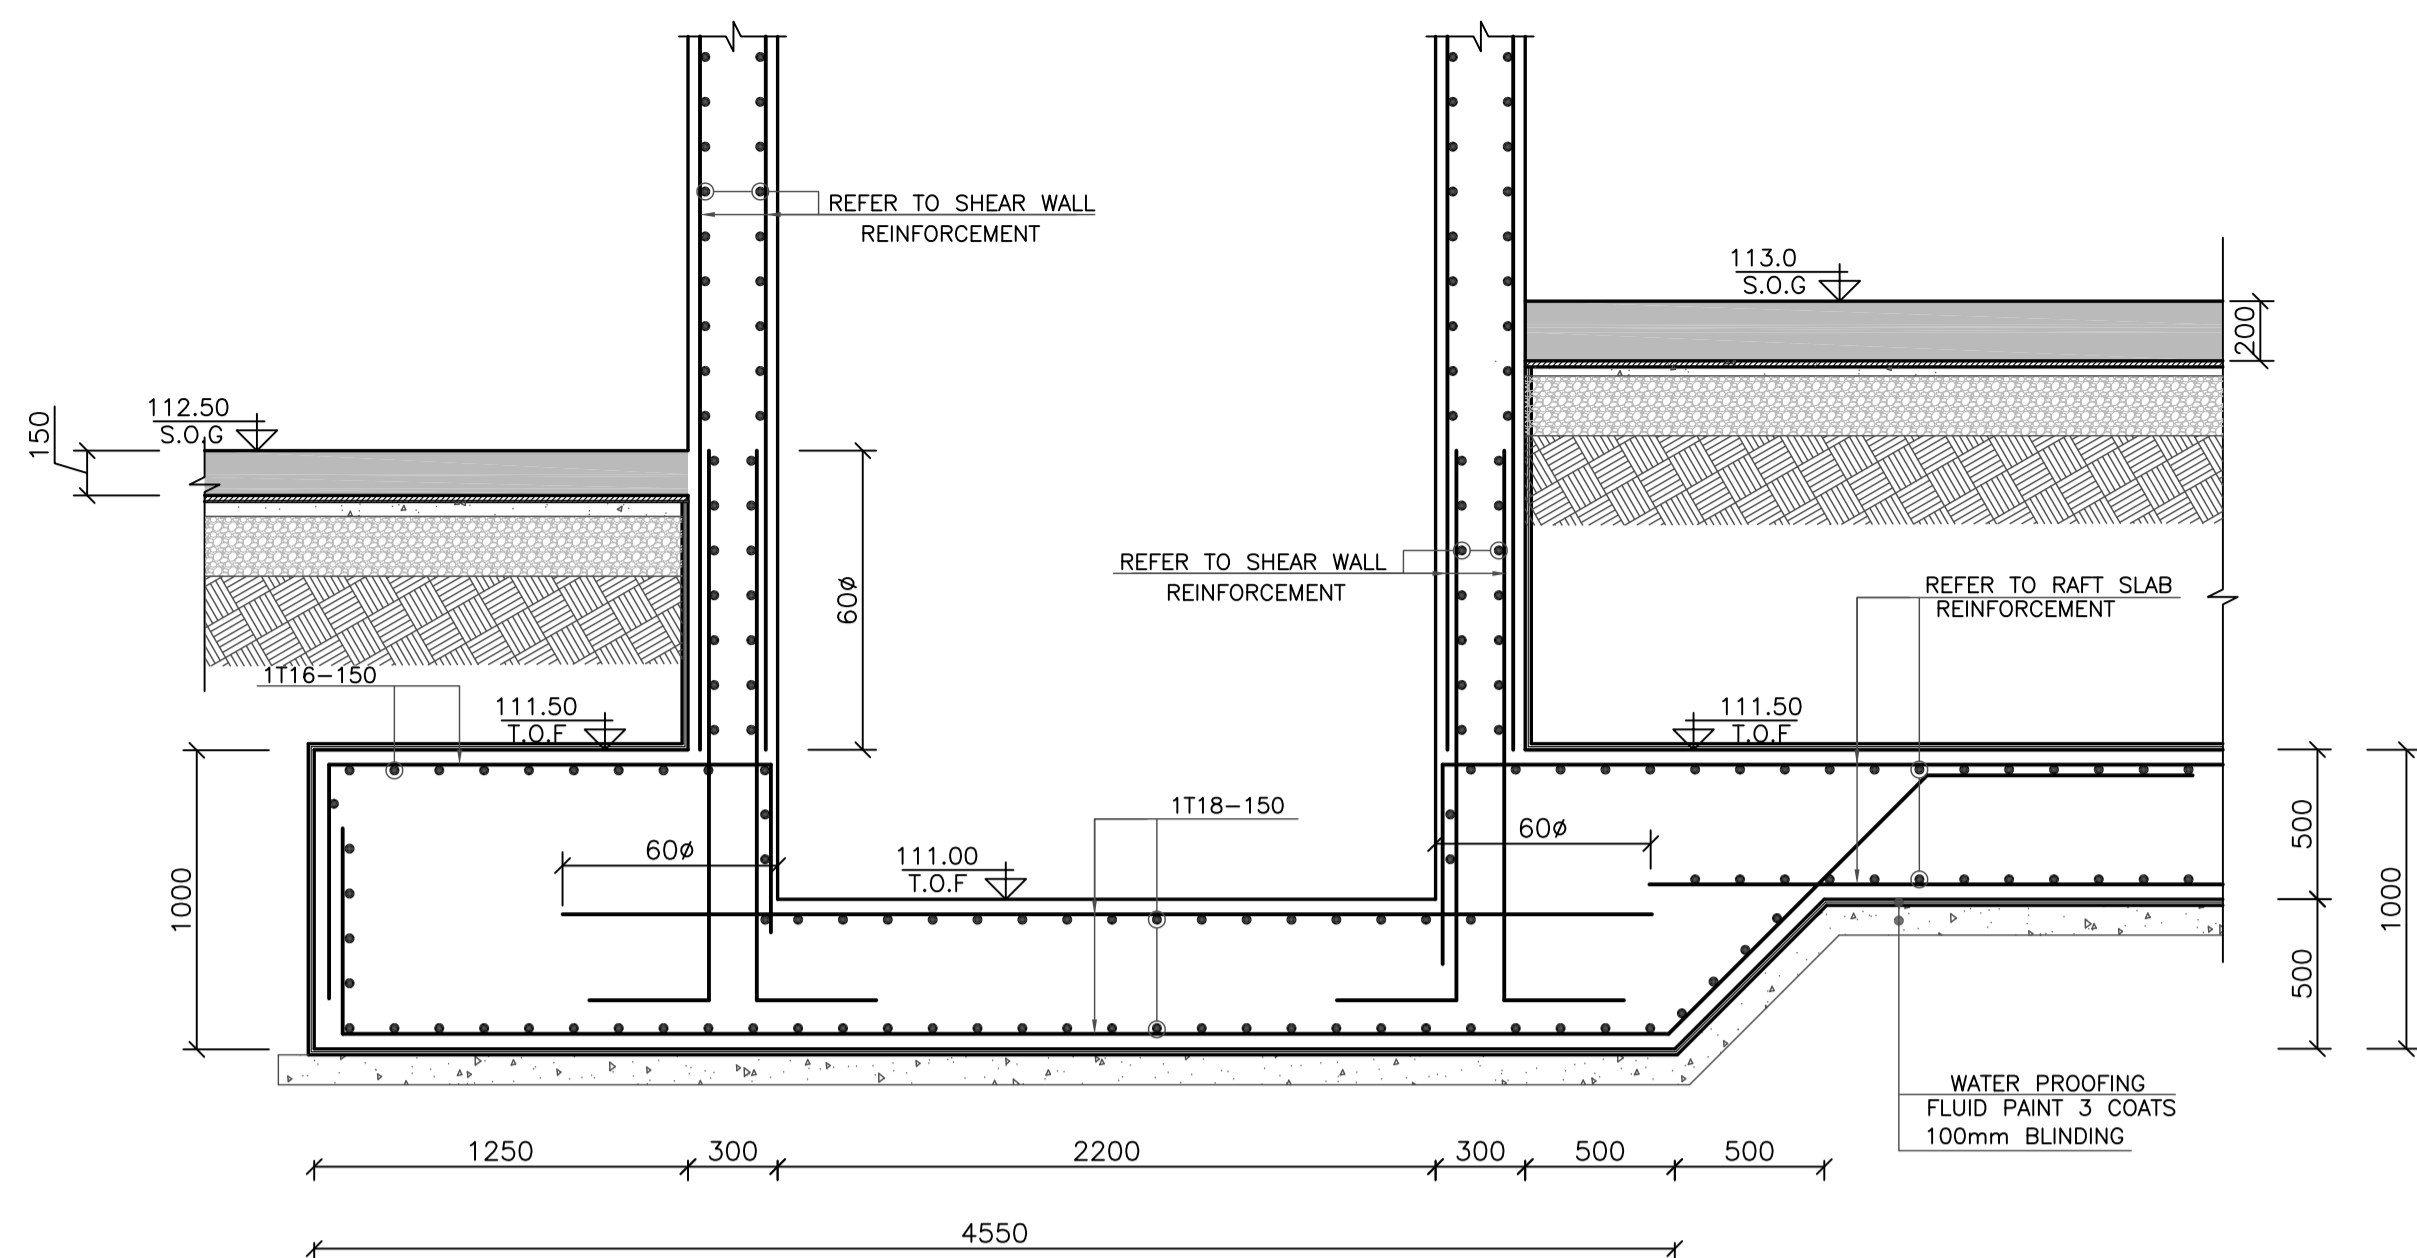 REFER TO SHEAR WALL
REINFORCEMENT
113.0
S.O.G
200
112.50
S.O.G
150
60ø
REFER TO SHEAR WALL
REINFORCEMENT
REFER TO RAFT SLAB
REINFORCEMENT
1T16-150
111.50
T.O.F
111.50
T.O.F
1T18-150
60ø
60ø
111.00
T.O.F
1000
500
500
1000
WATER PROOFING
FLUID PAINT 3 COATS
100mm BLINDING
1250
300
2200
300
500
500
4550